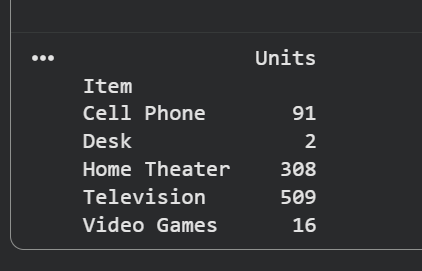 Units
Item
Cell Phone 91
Desk 2
Home Theater 308
Television 509
Video Games 16